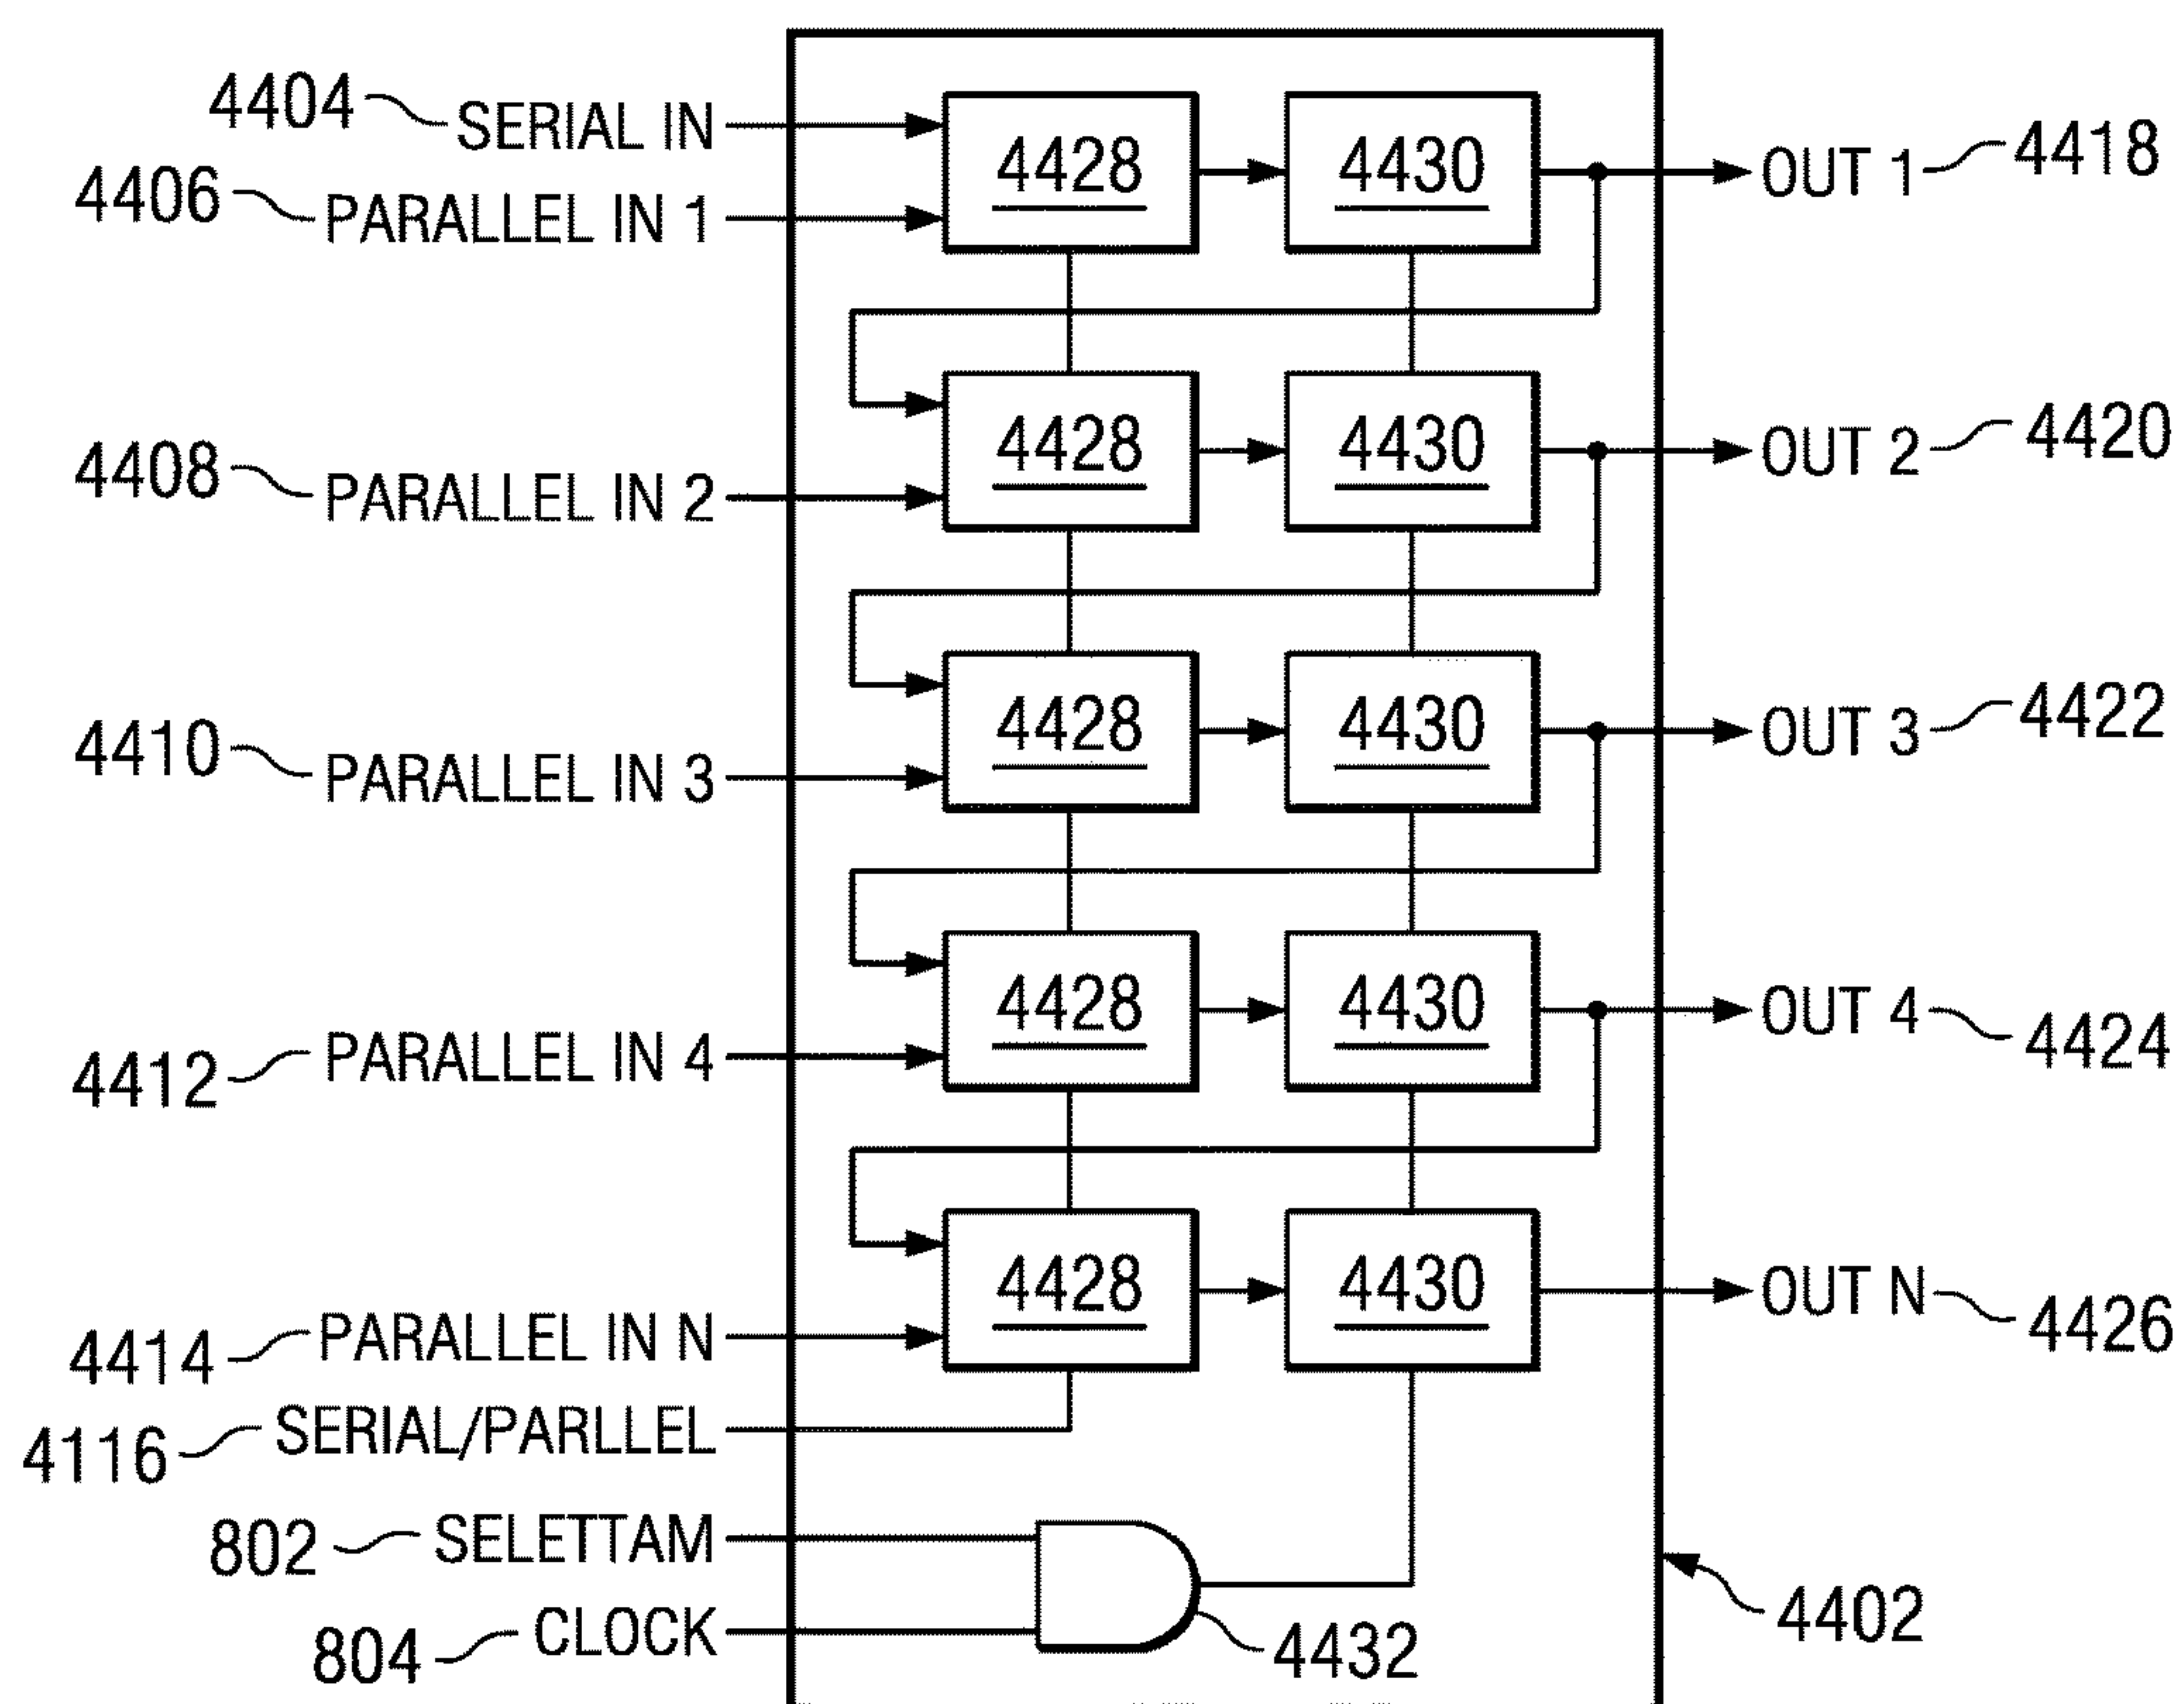 4404 SERIAL IN 4428 4430 OUT 1 4418
4406 PARALLEL IN 1
4408 PARALLEL IN 2 4428 4430 OUT 2 4420
4410 PARALLEL IN 3 4428 4430 OUT 3 4422
4412 PARALLEL IN 4 4428 4430 OUT 4 4424
4414 PARALLEL IN N 4428 4430 OUT N 4426
4116 SERIAL/PARLLEL
802 SELETTAM
804 CLOCK 4432 4402